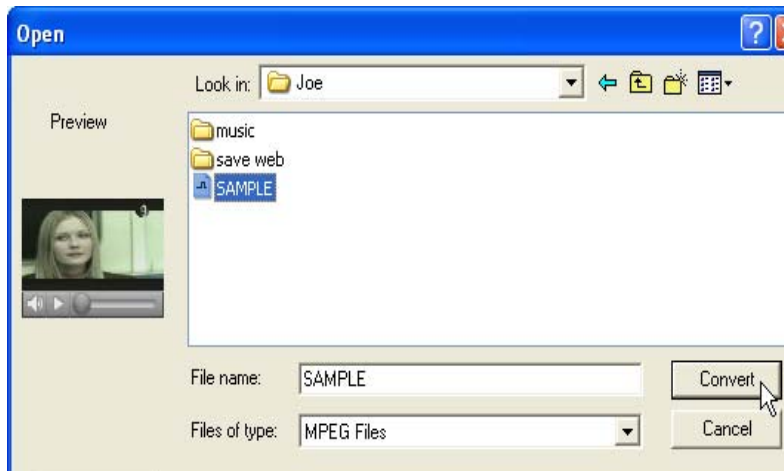 Open
Look in: Joe
Preview
music
save web
SAMPLE
File name: SAMPLE
Convert
Files of type: MPEG Files
Cancel